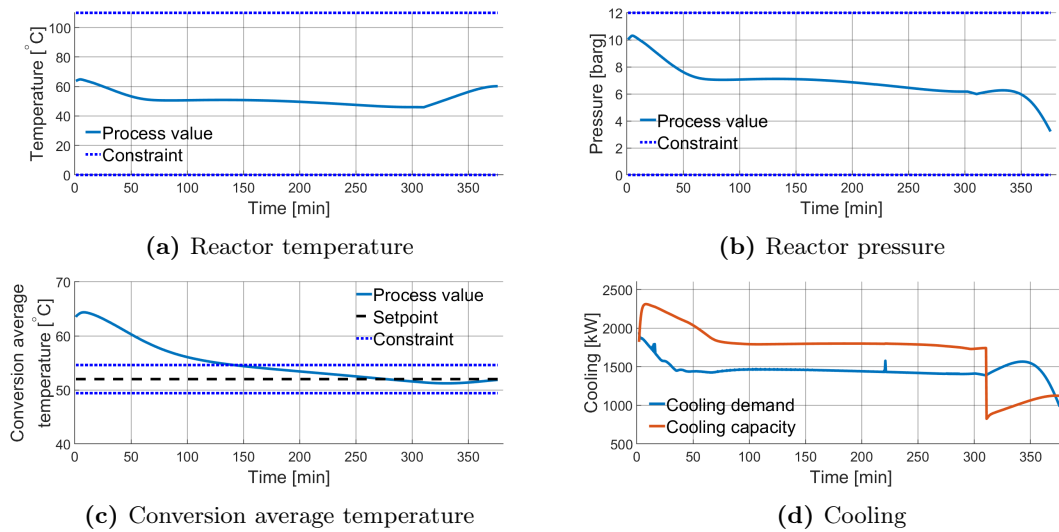 100
80
60
40
20
0
Temperature [°C]
Process value
Constraint
0 50 100 150 200 250 300 350
Time [min]
(a) Reactor temperature
12
10
8
6
4
2
0
Pressure [barg]
Process value
Constraint
0 50 100 150 200 250 300 350
Time [min]
(b) Reactor pressure
70
60
50
40
Conversion average
temperature [°C]
Process value
Setpoint
Constraint
0 50 100 150 200 250 300 350
Time [min]
(c) Conversion average temperature
2500
2000
1500
1000
500
Cooling [kW]
Cooling demand
Cooling capacity
0 50 100 150 200 250 300 350
Time [min]
(d) Cooling